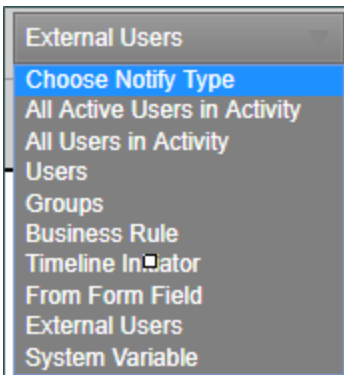 External Users
Choose Notify Type
All Active Users in Activity
All Users in Activity
Users
Groups
Business Rule
Timeline Initiator
From Form Field
External Users
System Variable